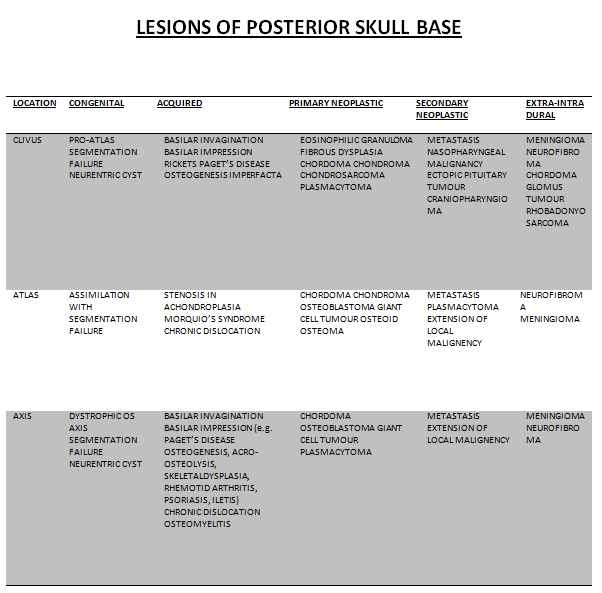 LESIONS OF POSTERIOR SKULL BASE
LOCATION
CONGENITAL
ACQUIRED
PRIMARY NEOPLASTIC
SECONDARY
NEOPLASTIC
EXTRA-INTRA
DURAL
CLIVUS
PRO-ATLAS
SEGMENTATION
FAILURE
NEURENTRIC CYST
BASILAR INVAGINATION
BASILAR IMPRESSION
RICKETS PAGET'S DISEASE
OSTEOGENESIS IMPERFACTA
EOSINOPHILIC GRANULOMA
FIBROUS DYSPLASIA
CHORDOMA CHONDROMA
CHONDROSARCOMA
PLASMACYTOMA
METASTASIS
NASOPHARYNGEAL
MALIGNANCY
ECTOPIC PITUITARY
TUMOUR
CRANIOPHARYNGIO
MA
MENINGIOMA
NEUROFIBRO
MA
CHORDOMA
GLOMUS
TUMOUR
RHOBADONYO
SARCOMA
ATLAS
ASSIMILATION
WITH
SEGMENTATION
FAILURE
STENOSIS IN
ACHONDROPLASIA
MORQUIO'S SYNDROME
CHRONIC DISLOCATION
CHORDOMA CHONDROMA
OSTEOBLASTOMA GIANT
CELL TUMOUR OSTEOID
OSTEOMA
METASTASIS
PLASMACYTOMA
EXTENSION OF
LOCAL
MALIGNENCY
NEUROFIBROM
A
MENINGIOMA
AXIS
DYSTROPHIC OS
AXIS
SEGMENTATION
FAILURE
NEURENTRIC CYST
BASILAR INVAGINATION
BASILAR IMPRESSION (e.g.
PAGET'S DISEASE
OSTEOGENESIS, ACRO-
OSTEOLYSIS,
SKELETALDYSPLASIA,
RHEMOTID ARTHRITIS,
PSORIASIS, ILETIS)
CHRONIC DISLOCATION
OSTEOMYELITIS
CHORDOMA
OSTEOBLASTOMA GIANT
CELL TUMOUR
PLASMACYTOMA
METASTASIS
EXTENSION OF
LOCAL MALIGNENCY
MENINGIOMA
NEUROFIBRO
MA